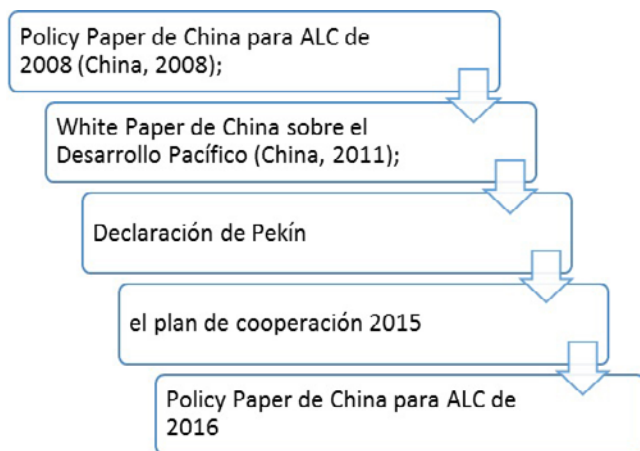 Policy Paper de China para ALC de
2008 (China, 2008);
White Paper de China sobre el
Desarrollo Pacífico (China, 2011);
Declaración de Pekín
el plan de cooperación 2015
Policy Paper de China para ALC de
2016